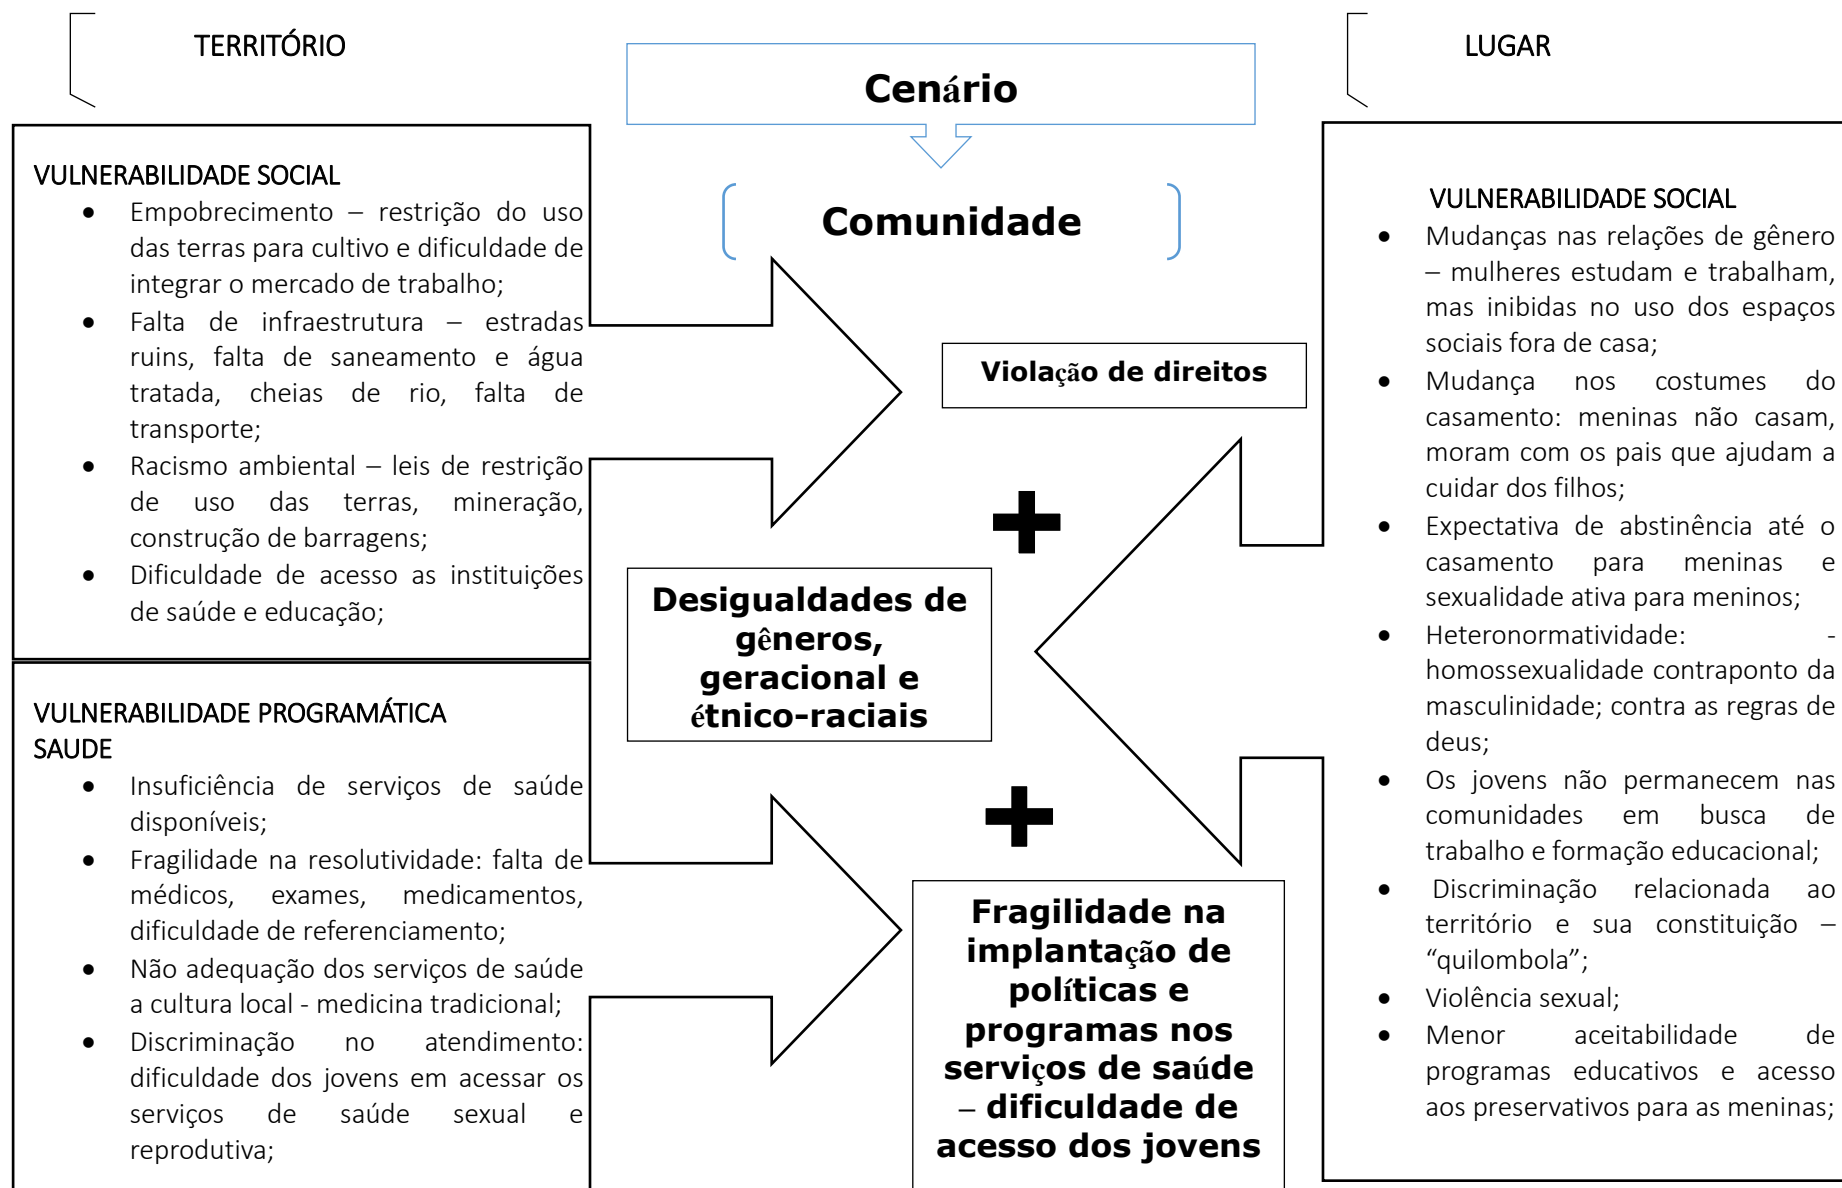 TERRITÓRIO
VULNERABILIDADE SOCIAL
• Empobrecimento – restrição do uso
das terras para cultivo e dificuldade de
integrar o mercado de trabalho;
• Falta de infraestrutura – estradas
ruins, falta de saneamento e água
tratada, cheias de rio, falta de
transporte;
• Racismo ambiental – leis de restrição
de uso das terras, mineração,
construção de barragens;
• Dificuldade de acesso as instituições
de saúde e educação;
VULNERABILIDADE PROGRAMÁTICA
SAUDE
• Insuficiência de serviços de saúde
disponíveis;
• Fragilidade na resolutividade: falta de
médicos, exames, medicamentos,
dificuldade de referenciamento;
• Não adequação dos serviços de saúde
a cultura local - medicina tradicional;
• Discriminação no atendimento:
dificuldade dos jovens em acessar os
serviços de saúde sexual e
reprodutiva;
Cenário
Comunidade
Violação de direitos
+
Desigualdades de
gêneros,
geracional e
étnico-raciais
+
Fragilidade na
implantação de
políticas e
programas nos
serviços de saúde
– dificuldade de
acesso dos jovens
LUGAR
VULNERABILIDADE SOCIAL
• Mudanças nas relações de gênero
– mulheres estudam e trabalham,
mas inibidas no uso dos espaços
sociais fora de casa;
• Mudança nos costumes do
casamento: meninas não casam,
moram com os pais que ajudam a
cuidar dos filhos;
• Expectativa de abstinência até o
casamento para meninas e
sexualidade ativa para meninos;
• Heteronormatividade: -
homossexualidade contraponto da
masculinidade; contra as regras de
deus;
• Os jovens não permanecem nas
comunidades em busca de
trabalho e formação educacional;
• Discriminação relacionada ao
território e sua constituição –
“quilombola”;
• Violência sexual;
• Menor aceitabilidade de
programas educativos e acesso
aos preservativos para as meninas;